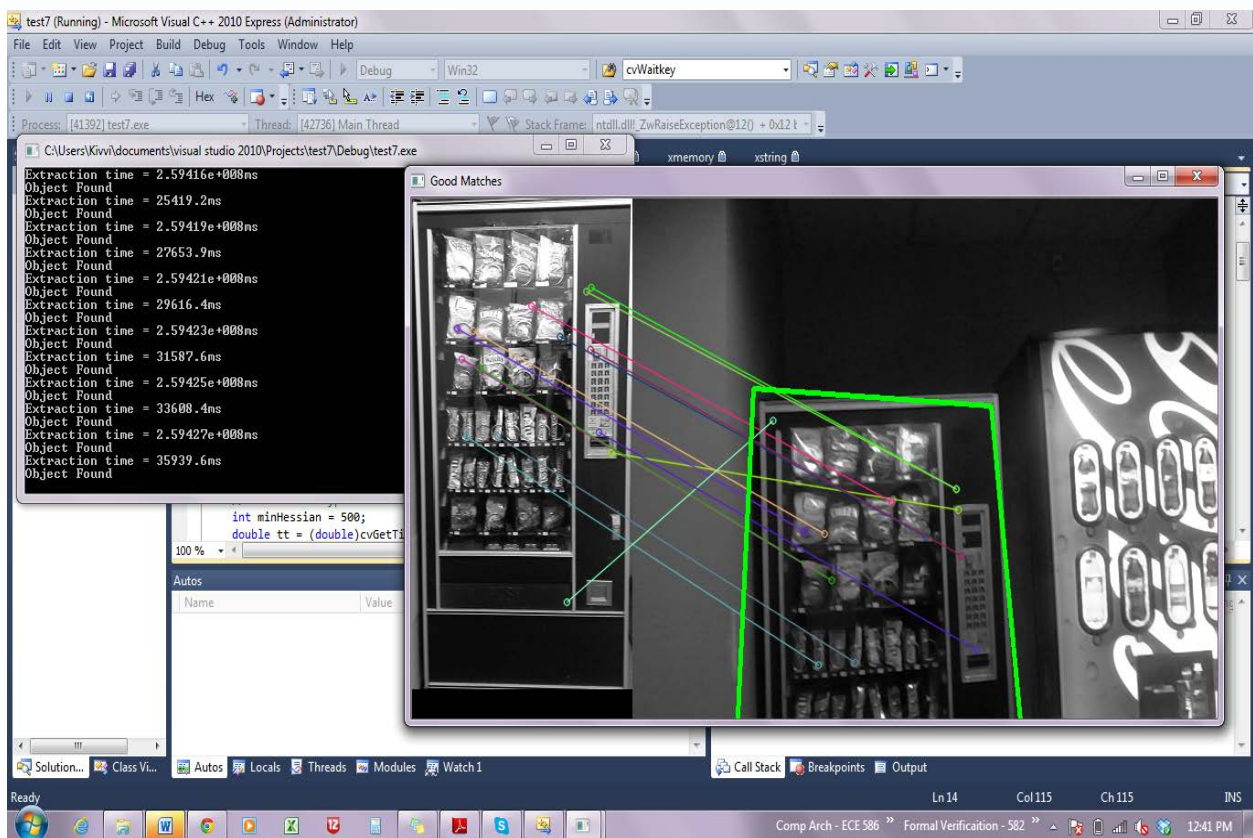 test7 (Running) - Microsoft Visual C++ 2010 Express (Administrator)
File Edit View Project Build Debug Tools Window Help
Debug Win32 cvWaitkey
Hex
Process: [41392] test7.exe Thread: [42736] Main Thread Stack Frame: ntdll.dll!_ZwRaiseException@12() + 0x12 b
C:\Users\Kivvi\documents\visual studio 2010\Projects\test7\Debug\test7.exe
xmemory xstring
Good Matches
Extraction time = 2.59416e+008ms
Object Found
Extraction time = 25419.2ms
Object Found
Extraction time = 2.59419e+008ms
Object Found
Extraction time = 27653.9ms
Object Found
Extraction time = 2.59421e+008ms
Object Found
Extraction time = 29616.4ms
Object Found
Extraction time = 2.59423e+008ms
Object Found
Extraction time = 31587.6ms
Object Found
Extraction time = 2.59425e+008ms
Object Found
Extraction time = 33608.4ms
Object Found
Extraction time = 2.59427e+008ms
Object Found
Extraction time = 35939.6ms
Object Found
int minHessian = 500;
double tt = (double)cvGetTi
100 %
Autos
Name Value
Solution... Class Vi... Autos Locals Threads Modules Watch 1 Call Stack Breakpoints Output
Ready Ln 14 Col 115 Ch 115 INS
Comp Arch - ECE 586 » Formal Verificaition - 582 » 12:41 PM